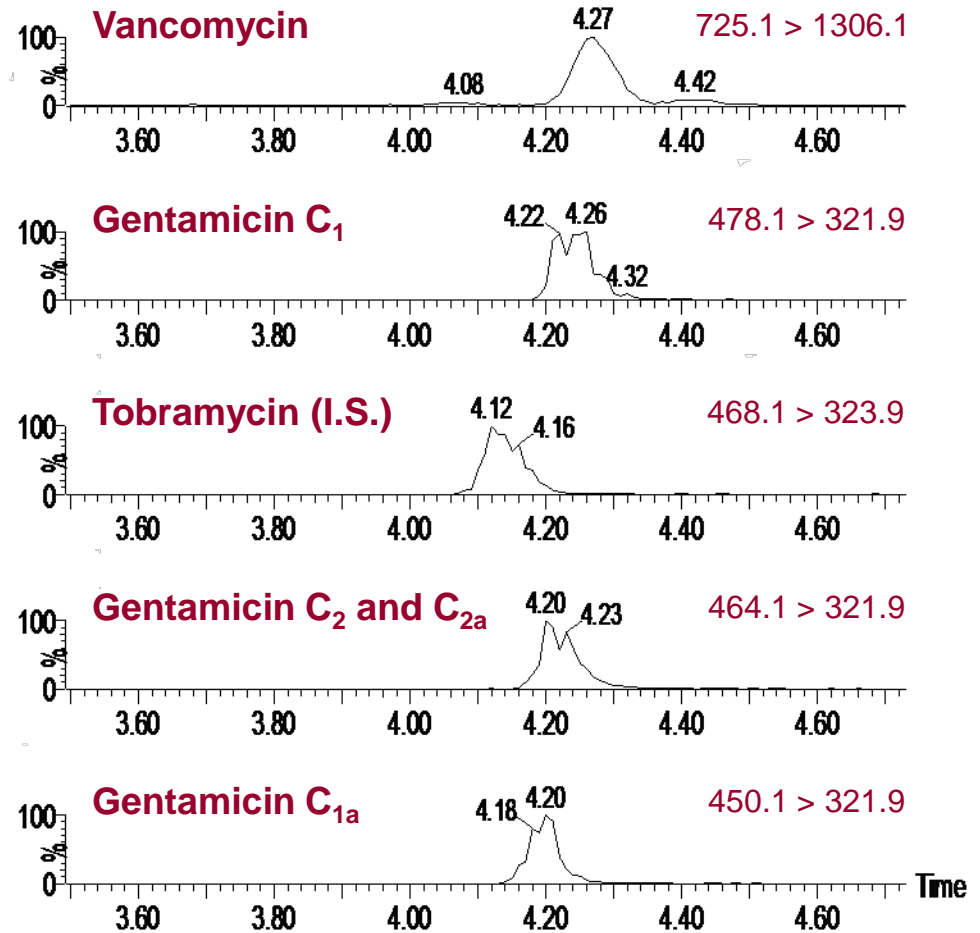 Vancomycin 4.27 725.1 > 1306.1
100
%
0
4.08 4.42
3.60 3.80 4.00 4.20 4.40 4.60
Gentamicin C1 4.22 4.26 478.1 > 321.9
100
%
0
4.32
3.60 3.80 4.00 4.20 4.40 4.60
Tobramycin (I.S.) 4.12 468.1 > 323.9
100
%
0
4.16
3.60 3.80 4.00 4.20 4.40 4.60
Gentamicin C2 and C2a 4.20 4.23 464.1 > 321.9
100
%
0
3.60 3.80 4.00 4.20 4.40 4.60
Gentamicin C1a 4.18 4.20 450.1 > 321.9
100
%
0 Time
3.60 3.80 4.00 4.20 4.40 4.60